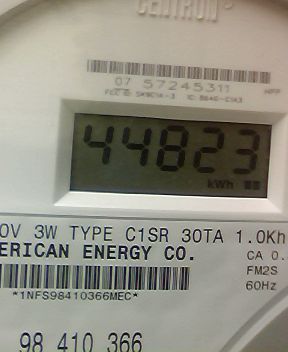 CENTRON
07 57245311
44823
kWh
0V 3W TYPE C1SR 30TA 1.0Kh
ERICAN ENERGY CO.
CA 0.
FM2S
60Hz
*1NFS98410366MEC*
98 410 366